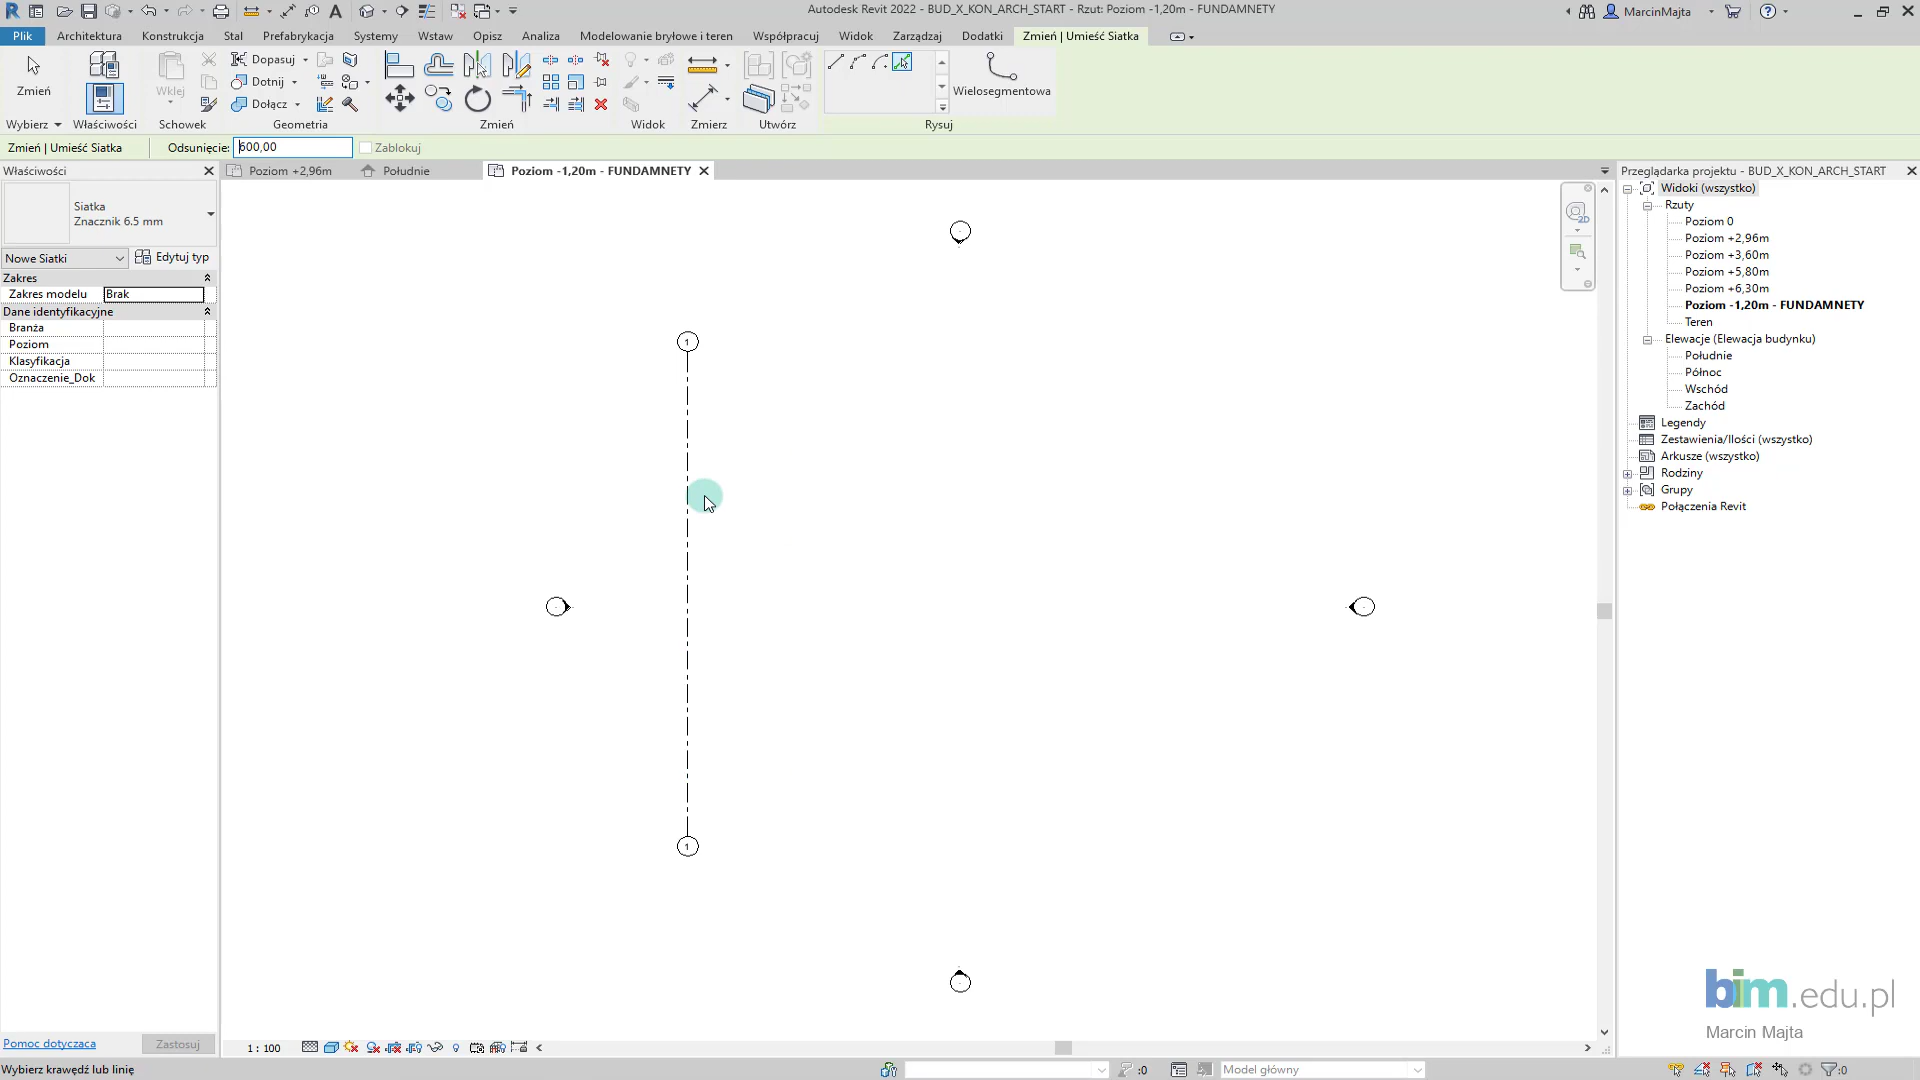 Autodesk Revit 2022 - BUD_X_KON_ARCH_START - Rzut: Poziom -1,20m - FUNDAMNETY
MarcinMajta
Plik
Architektura
Konstrukcja
Stal
Prefabrykacja
Systemy
Wstaw
Opisz
Analiza
Modelowanie bryłowe i teren
Współpracuj
Widok
Zarządzaj
Dodatki
Zmień | Umieść Siatka
Zmień
Wklej
Dopasuj
Dotnij
Dołącz
Wielosegmentowa
Wybierz
Właściwości
Schowek
Geometria
Zmień
Widok
Zmierz
Utwórz
Rysuj
Zmień | Umieść Siatka
Odsunięcie:
600,00
Zablokuj
Właściwości
Poziom +2,96m
Południe
Poziom -1,20m - FUNDAMNETY
Przeglądarka projektu - BUD_X_KON_ARCH_START
Siatka
Znacznik 6.5 mm
Nowe Siatki
Edytuj typ
Zakres
Zakres modelu
Brak
Dane identyfikacyjne
Branża
Poziom
Klasyfikacja
Oznaczenie_Dok
1
1
2D
Widoki (wszystko)
Rzuty
Poziom 0
Poziom +2,96m
Poziom +3,60m
Poziom +5,80m
Poziom +6,30m
Poziom -1,20m - FUNDAMNETY
Teren
Elewacje (Elewacja budynku)
Południe
Północ
Wschód
Zachód
Legendy
Zestawienia/Ilości (wszystko)
Arkusze (wszystko)
Rodziny
Grupy
Połączenia Revit
bim.edu.pl
Marcin Majta
Pomoc dotycząca
Zastosuj
1 : 100
Wybierz krawędź lub linię
:0
Model główny
:0